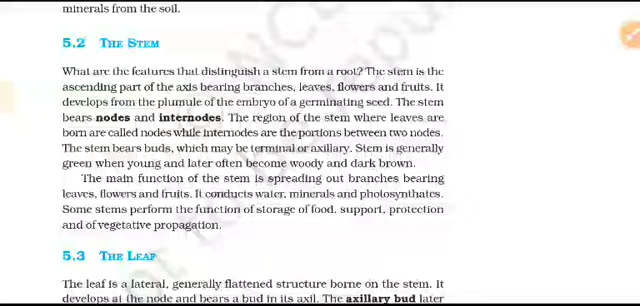 minerals from the soil.
5.2 THE STEM
What are the features that distinguish a stem from a root? The stem is the
ascending part of the axis bearing branches, leaves, flowers and fruits. It
develops from the plumule of the embryo of a germinating seed. The stem
bears nodes and internodes. The region of the stem where leaves are
born are called nodes while internodes are the portions between two nodes.
The stem bears buds, which may be terminal or axillary. Stem is generally
green when young and later often become woody and dark brown.
The main function of the stem is spreading out branches bearing
leaves, flowers and fruits. It conducts water, minerals and photosynthates.
Some stems perform the function of storage of food, support, protection
and of vegetative propagation.
5.3 THE LEAF
The leaf is a lateral, generally flattened structure borne on the stem. It
develops at the node and bears a bud in its axil. The axillary bud later